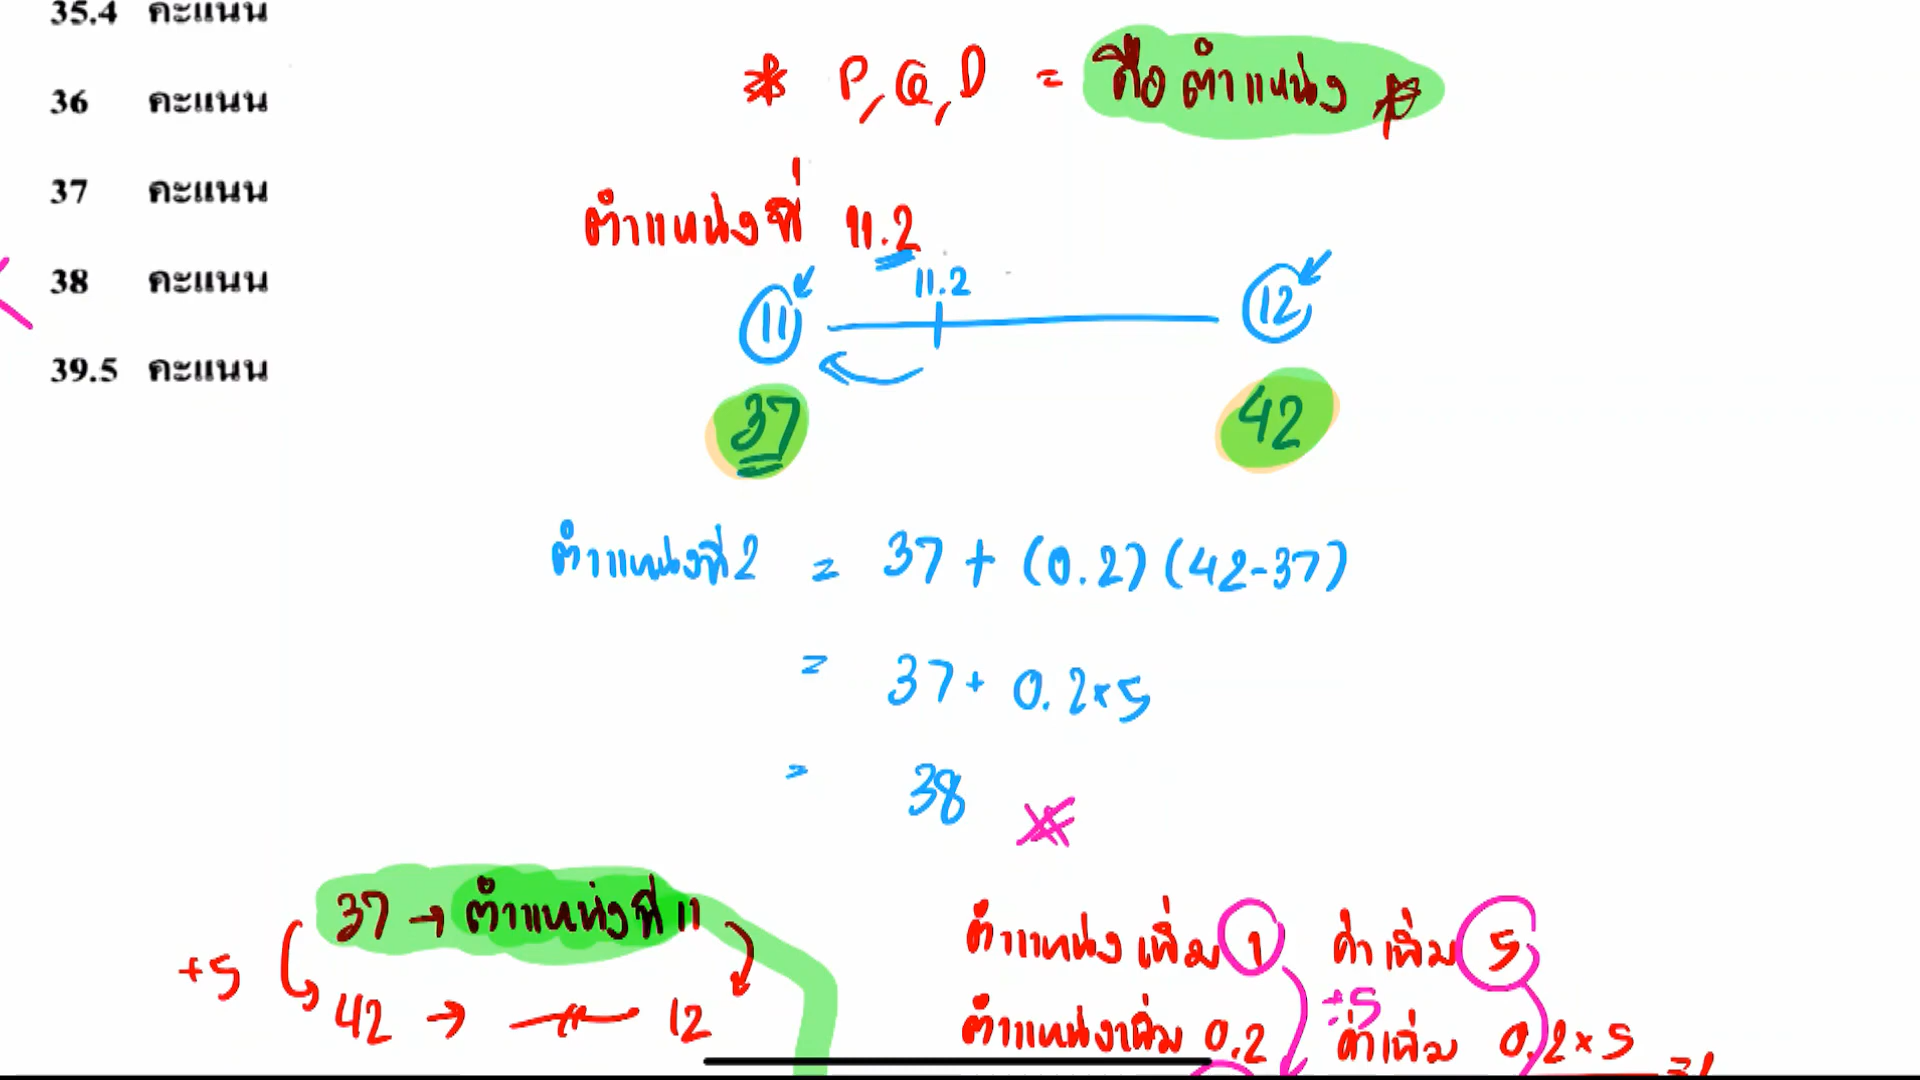 35.4 คะแนน
36 คะแนน
37 คะแนน
38 คะแนน
39.5 คะแนน
* P, Q, D = คือ ตำแหน่ง *
ตำแหน่งที่ 11.2
11.2
11 12
37 42
ตำแหน่งที่ 2 = 37 + (0.2)(42-37)
= 37 + 0.2×5
= 38
37 → ตำแหน่งที่ 11
+5
42 → 12
ตำแหน่ง เพิ่ม 1 ค่าเพิ่ม 5
ตำแหน่งเพิ่ม 0.2 ค่าเพิ่ม 0.2×5